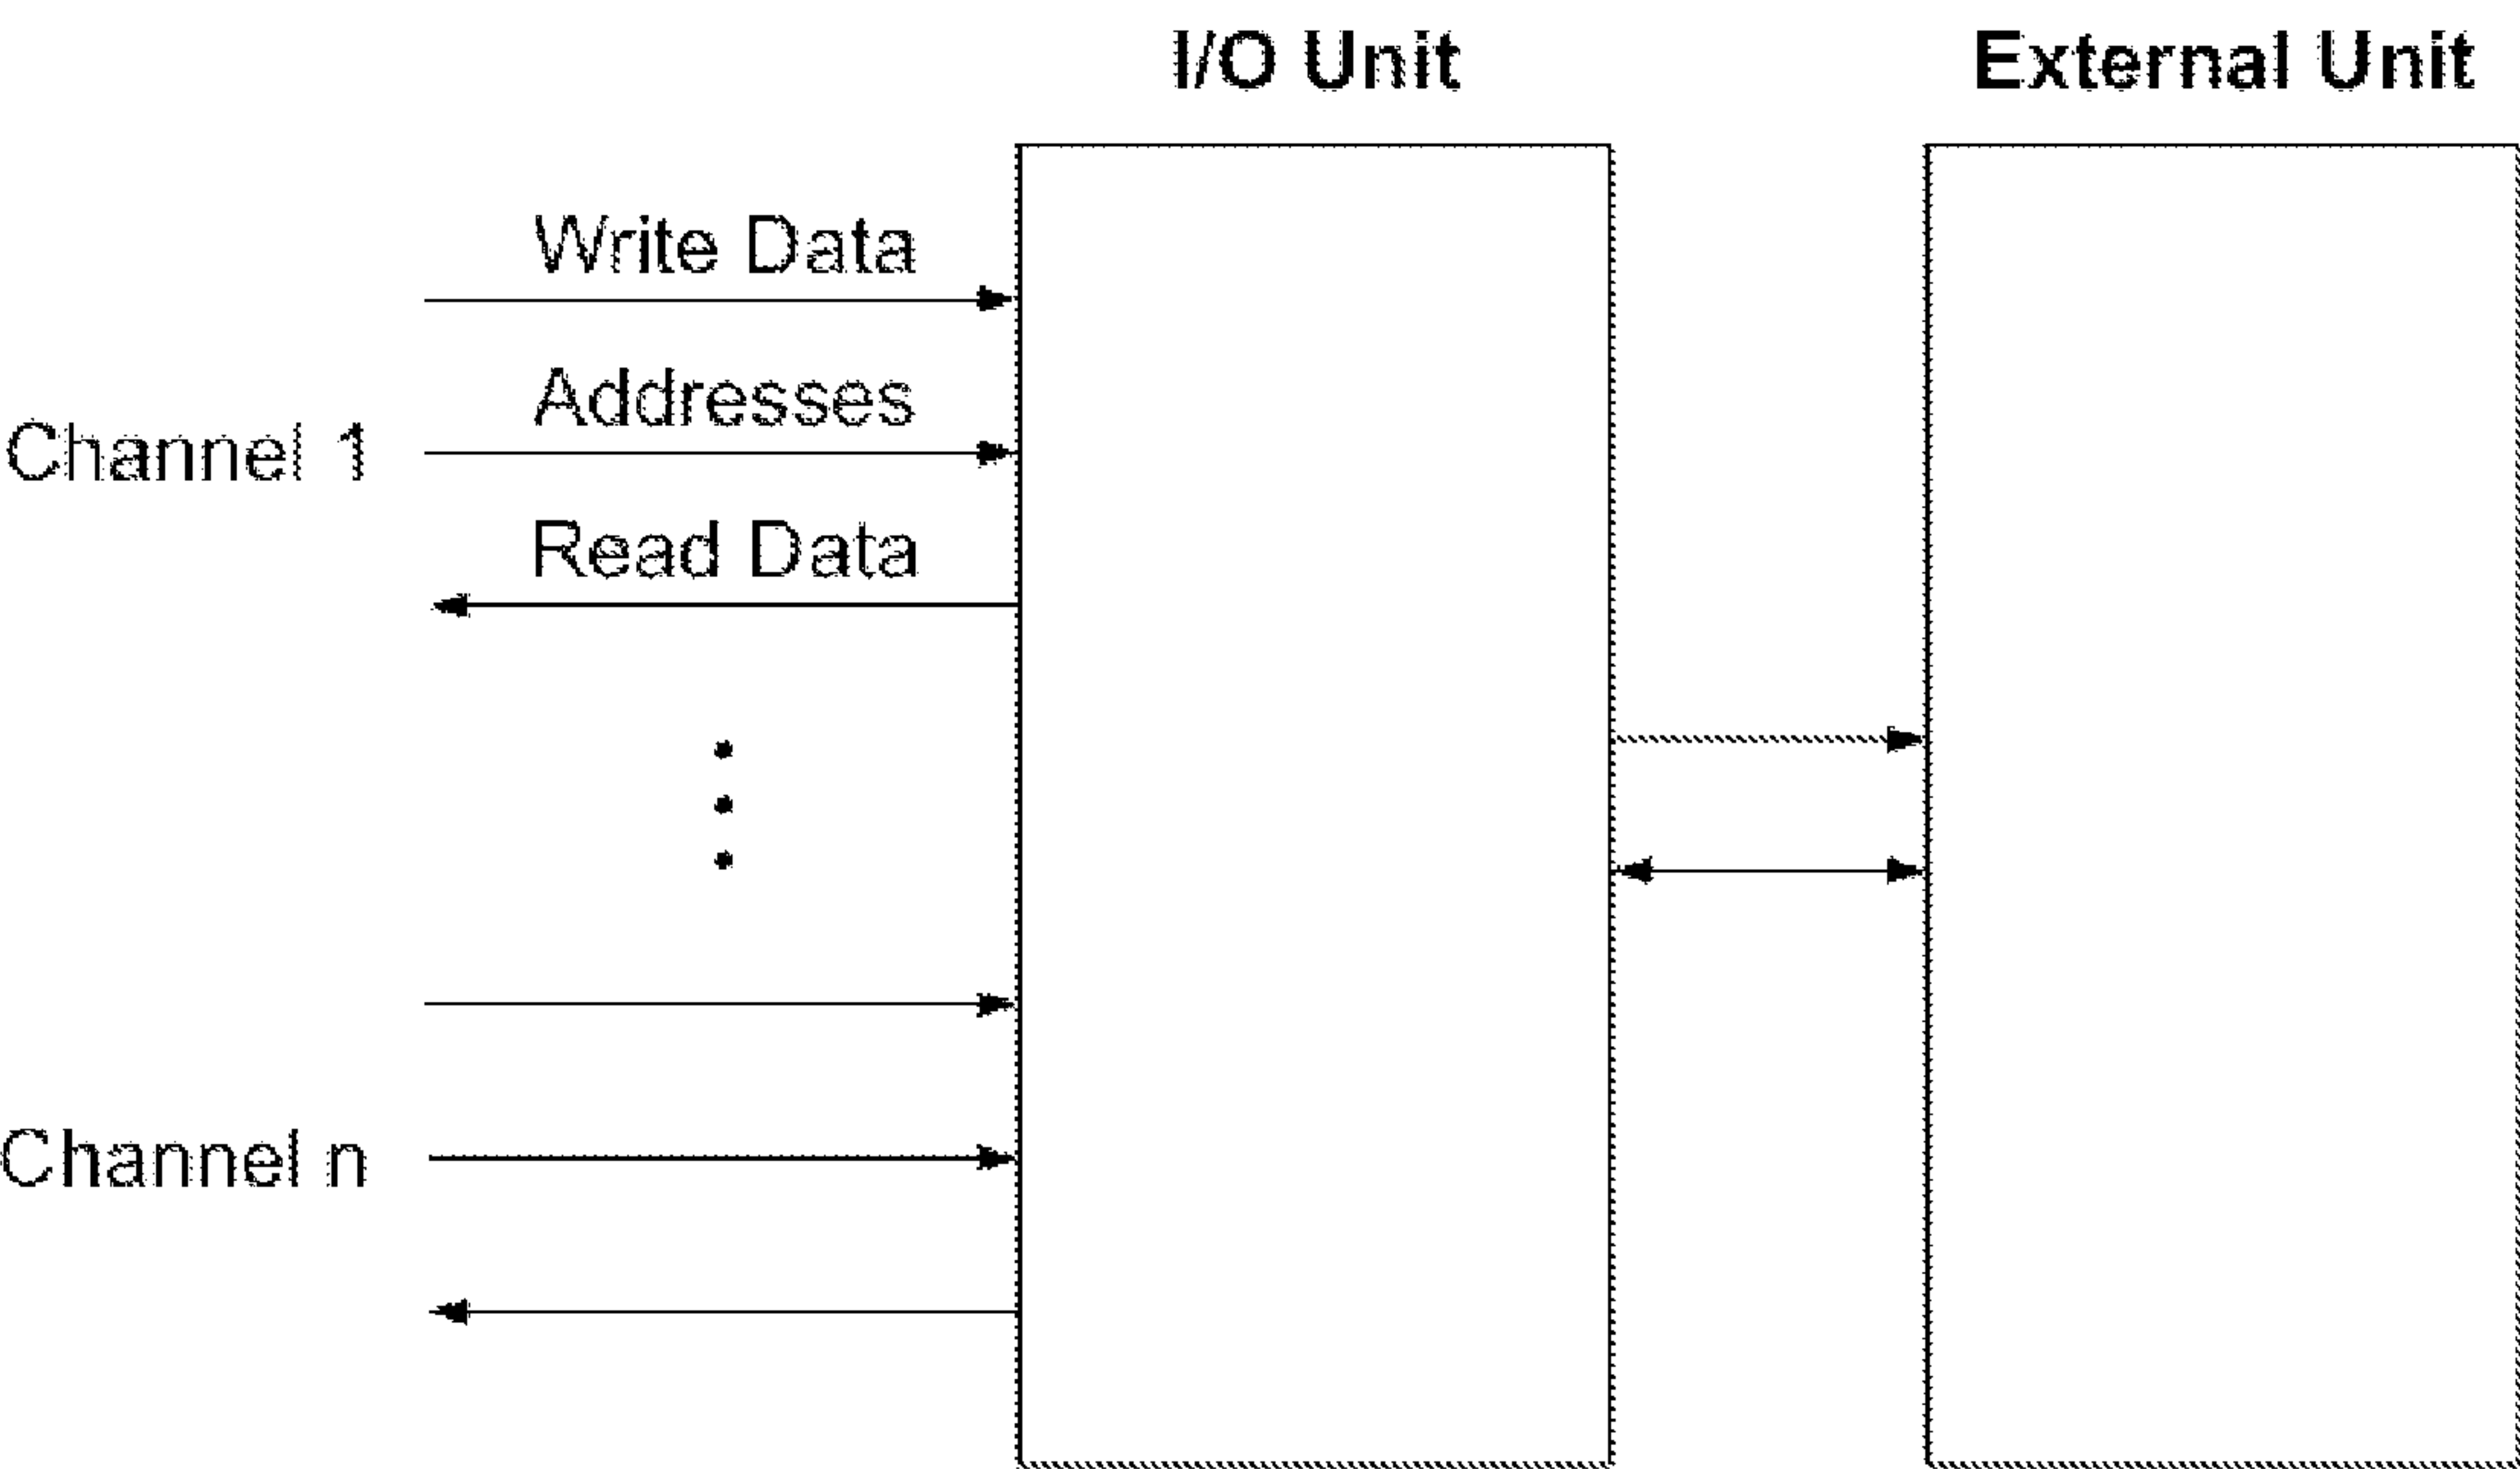 I/O Unit
External Unit
Write Data
Addresses
Channel 1
Read Data
Channel n